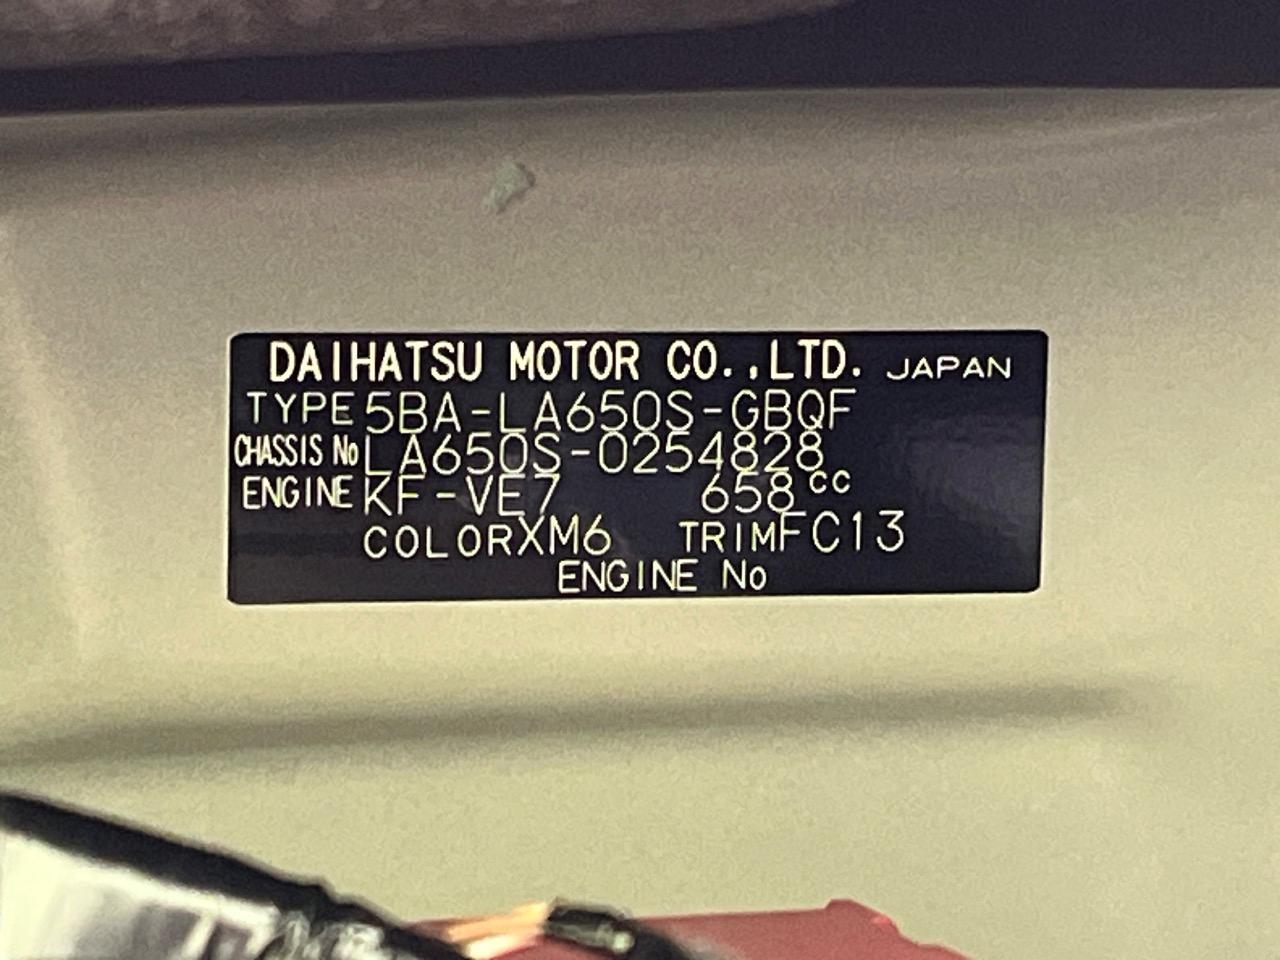 DAIHATSU MOTOR CO.,LTD. JAPAN
TYPE 5BA-LA650S-GBQF
CHASSIS No LA650S-0254828
ENGINE KF-VE7 658cc
COLOR XM6 TRIM FC13
ENGINE No